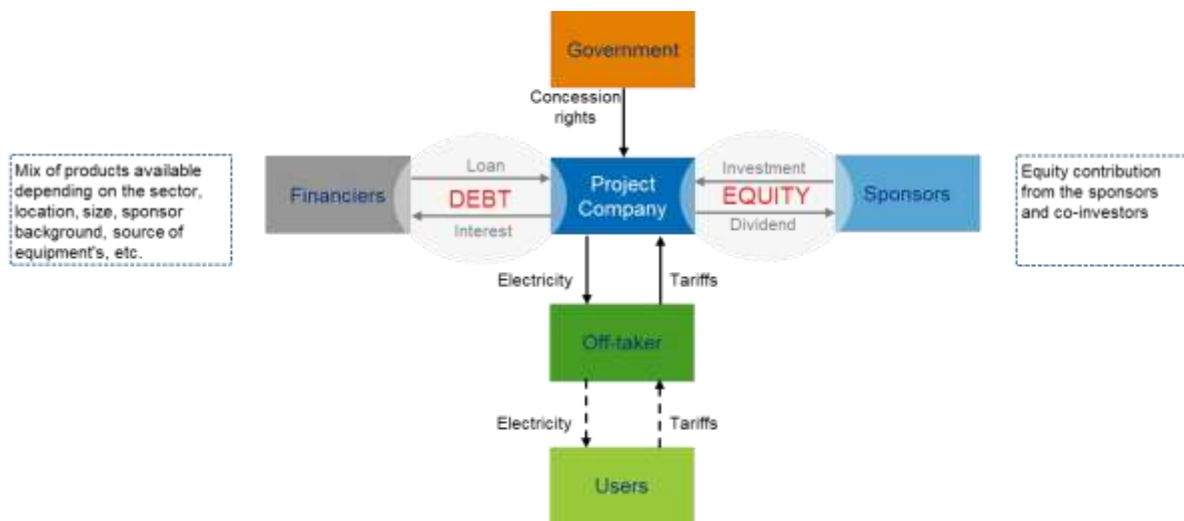 Government
Concession
rights
Mix of products available
depending on the sector,
location, size, sponsor
background, source of
equipment's, etc.
Financiers
Loan
DEBT
Interest
Project
Company
Investment
EQUITY
Dividend
Sponsors
Equity contribution
from the sponsors
and co-investors
Electricity
Tariffs
Off-taker
Electricity
Tariffs
Users